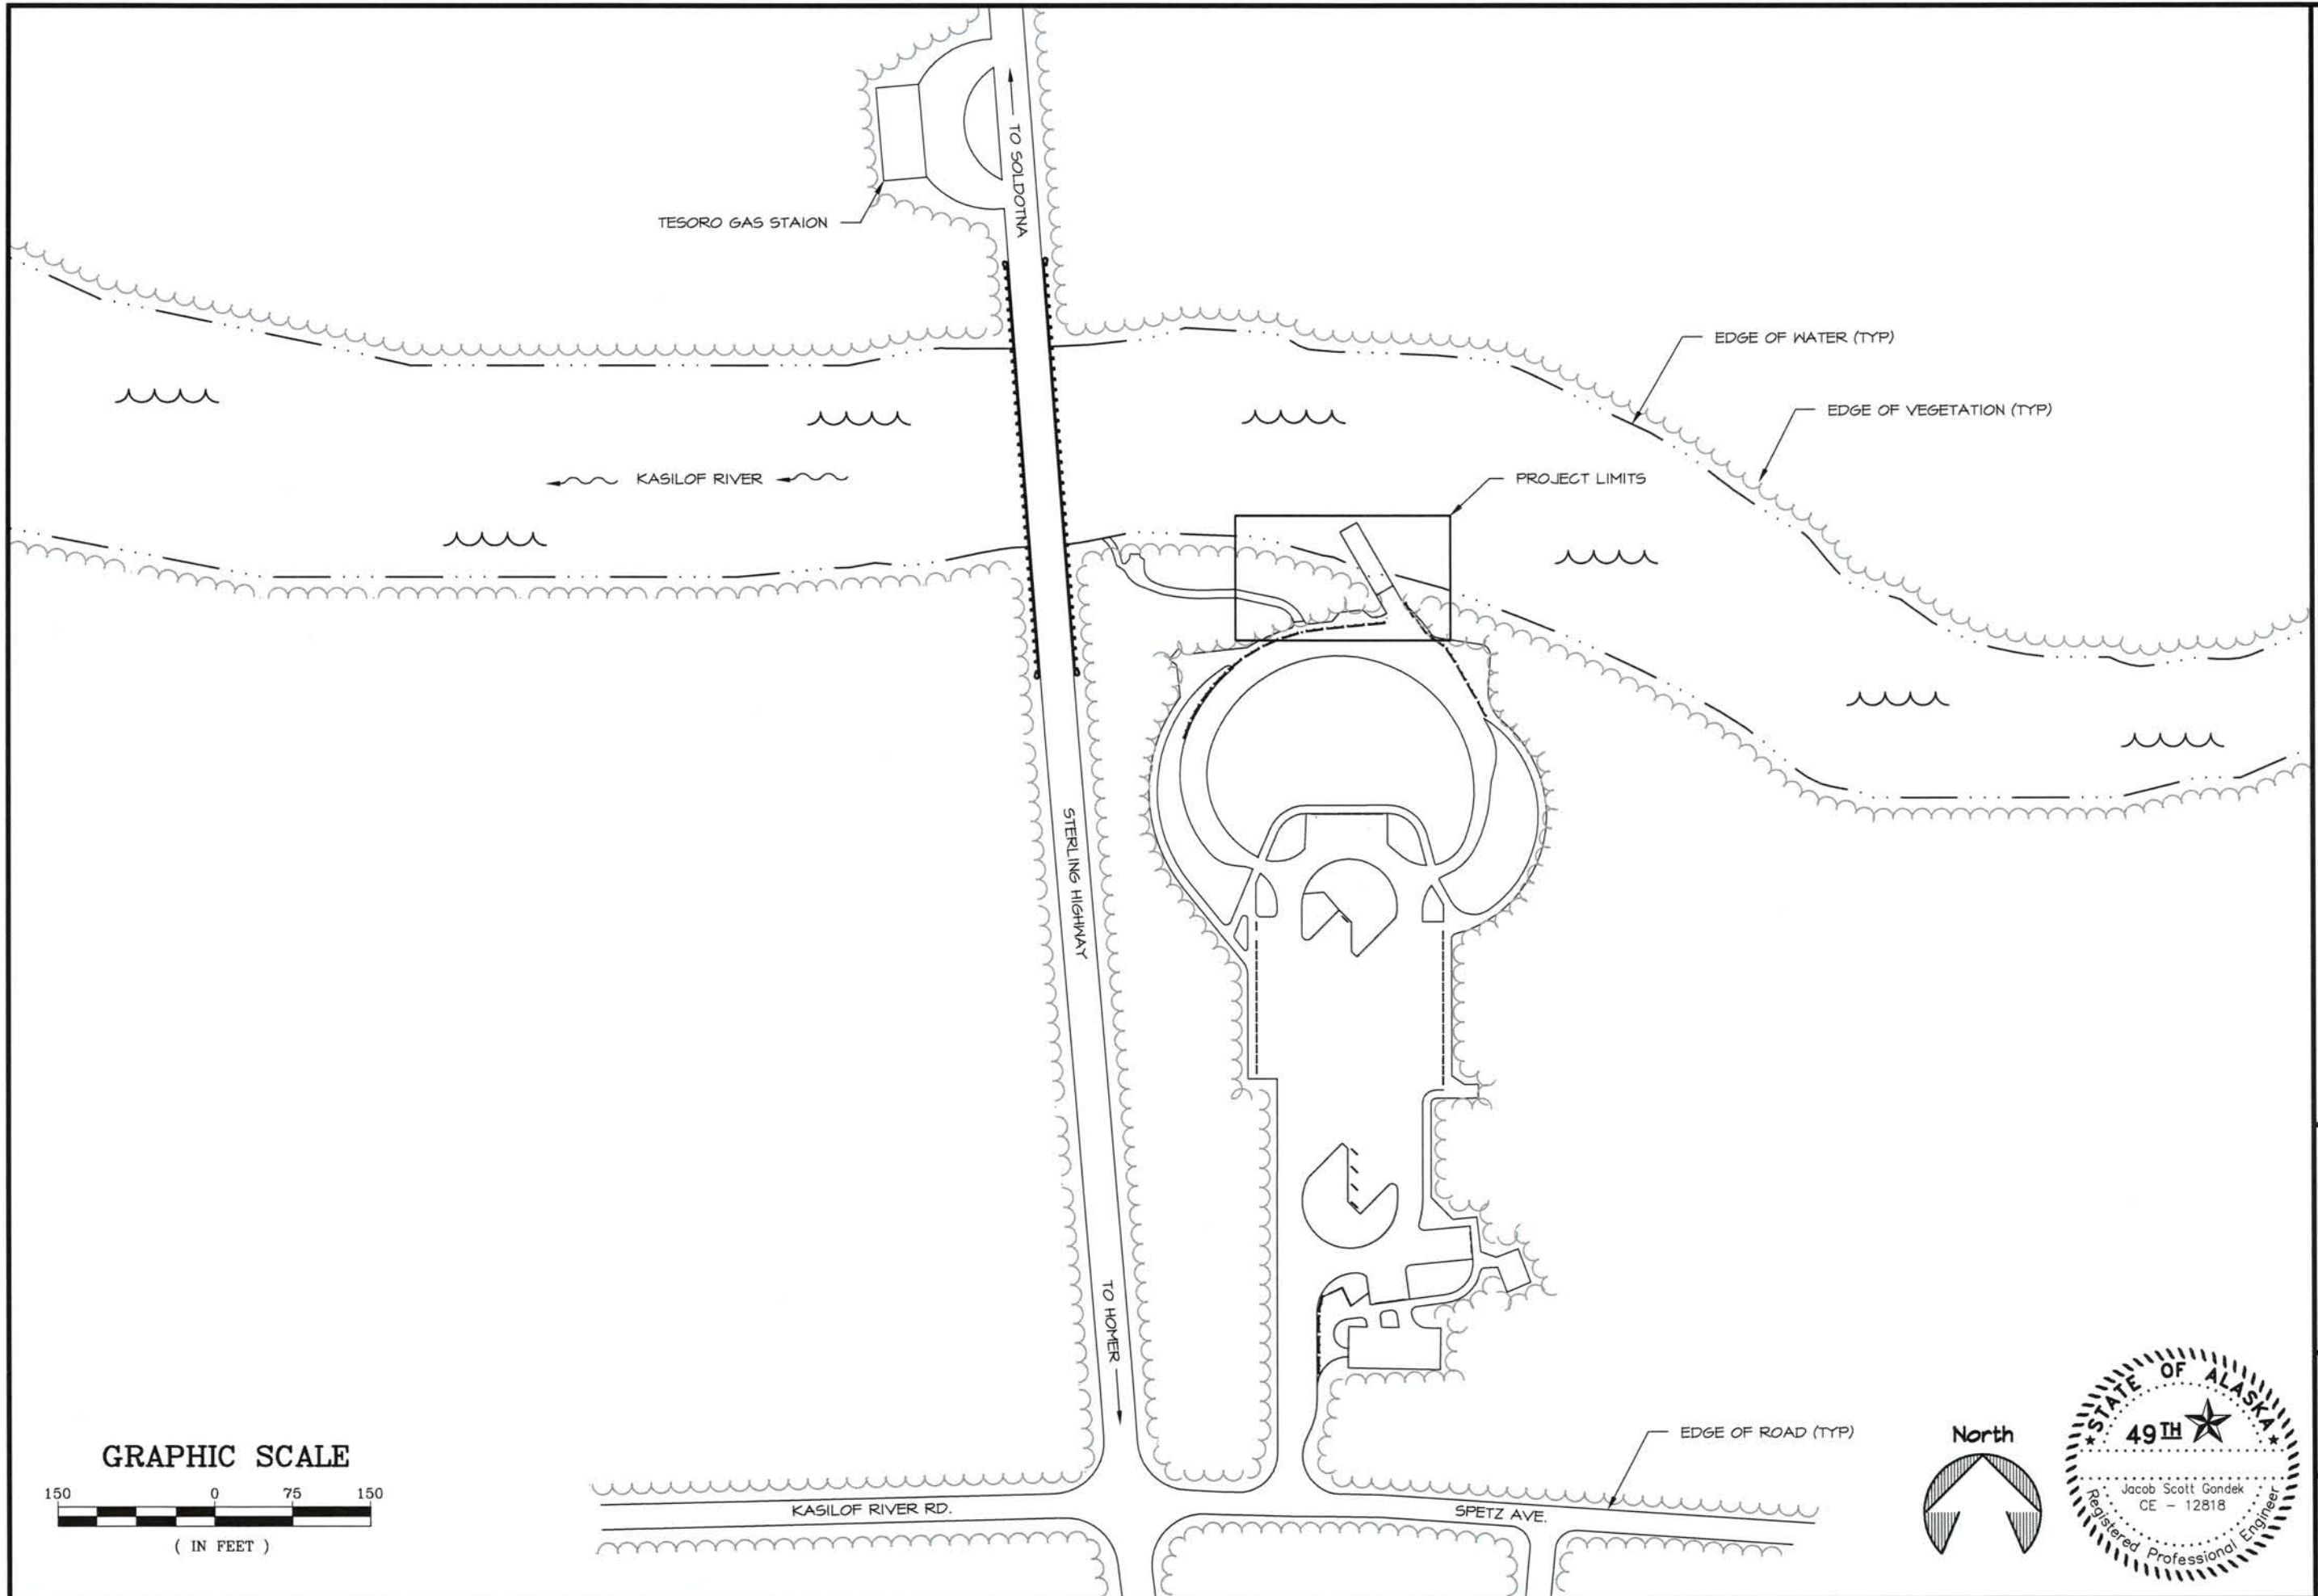 TO SOLDOTNA
TESORO GAS STAION
EDGE OF WATER (TYP)
EDGE OF VEGETATION (TYP)
KASILOF RIVER
PROJECT LIMITS
STERLING HIGHWAY
TO HOMER
EDGE OF ROAD (TYP)
KASILOF RIVER RD.
SPETZ AVE.
GRAPHIC SCALE
150 0 75 150
( IN FEET )
North
STATE OF ALASKA
49TH
Jacob Scott Gondek
CE - 12818
Registered Professional Engineer